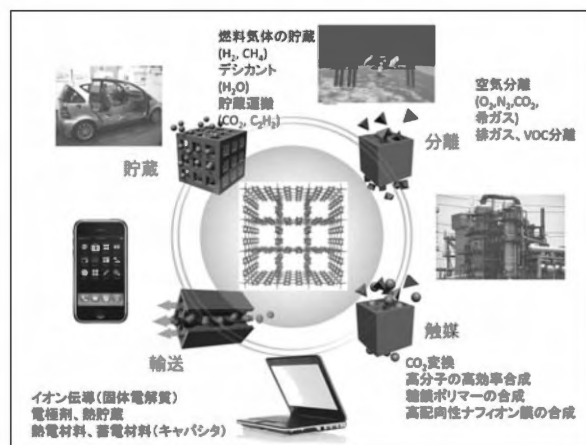 燃料気体の貯蔵
(H2, CH4)
デシカント
(H2O)
貯蔵運搬
(CO2, C2H2)
貯蔵
空気分離
(O2,N2,CO2,
希ガス)
排ガス、VOC分離
分離
輸送
イオン伝導(固体電解質)
電極剤、熱貯蔵
熱電材料、蓄電材料(キャパシタ)
触媒
CO2変換
高分子の高効率合成
ポリマーの合成
高配向性ナフィオン膜の合成